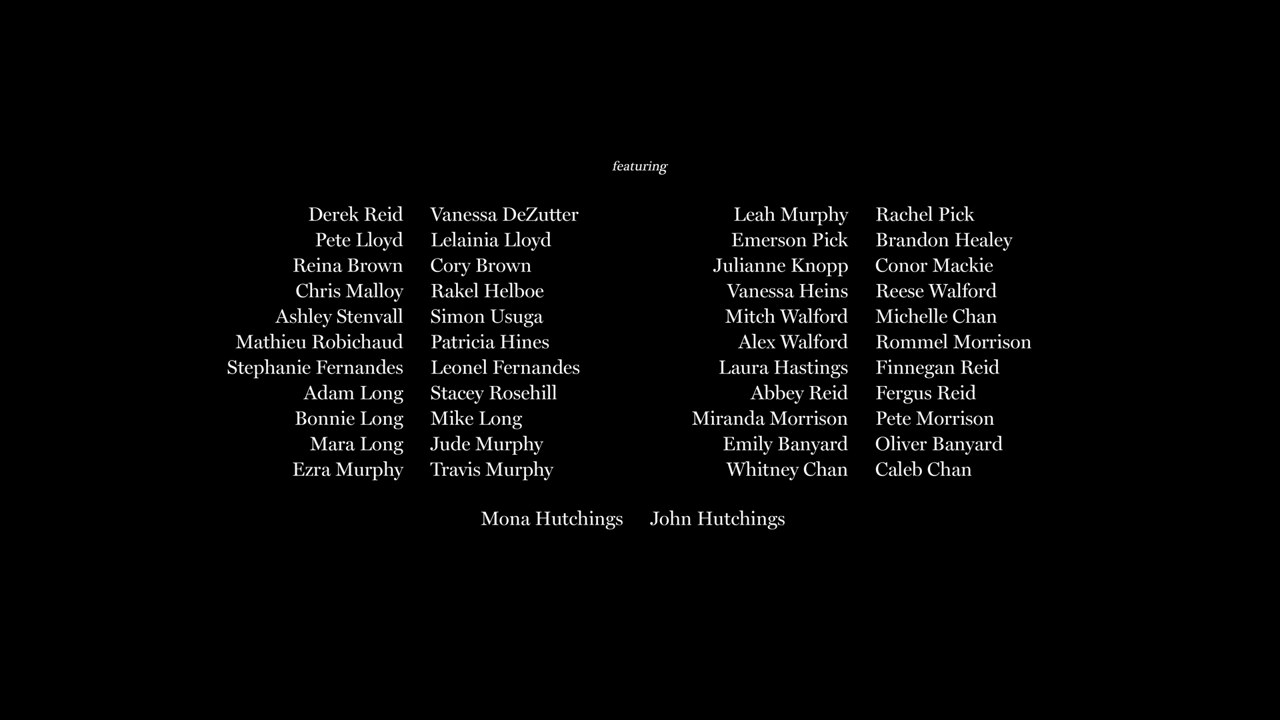 featuring
Derek Reid Vanessa DeZutter
Pete Lloyd Lelainia Lloyd
Reina Brown Cory Brown
Chris Malloy Rakel Helboe
Ashley Stenvall Simon Usuga
Mathieu Robichaud Patricia Hines
Stephanie Fernandes Leonel Fernandes
Adam Long Stacey Rosehill
Bonnie Long Mike Long
Mara Long Jude Murphy
Ezra Murphy Travis Murphy
Leah Murphy Rachel Pick
Emerson Pick Brandon Healey
Julianne Knopp Conor Mackie
Vanessa Heins Reese Walford
Mitch Walford Michelle Chan
Alex Walford Rommel Morrison
Laura Hastings Finnegan Reid
Abbey Reid Fergus Reid
Miranda Morrison Pete Morrison
Emily Banyard Oliver Banyard
Whitney Chan Caleb Chan
Mona Hutchings John Hutchings